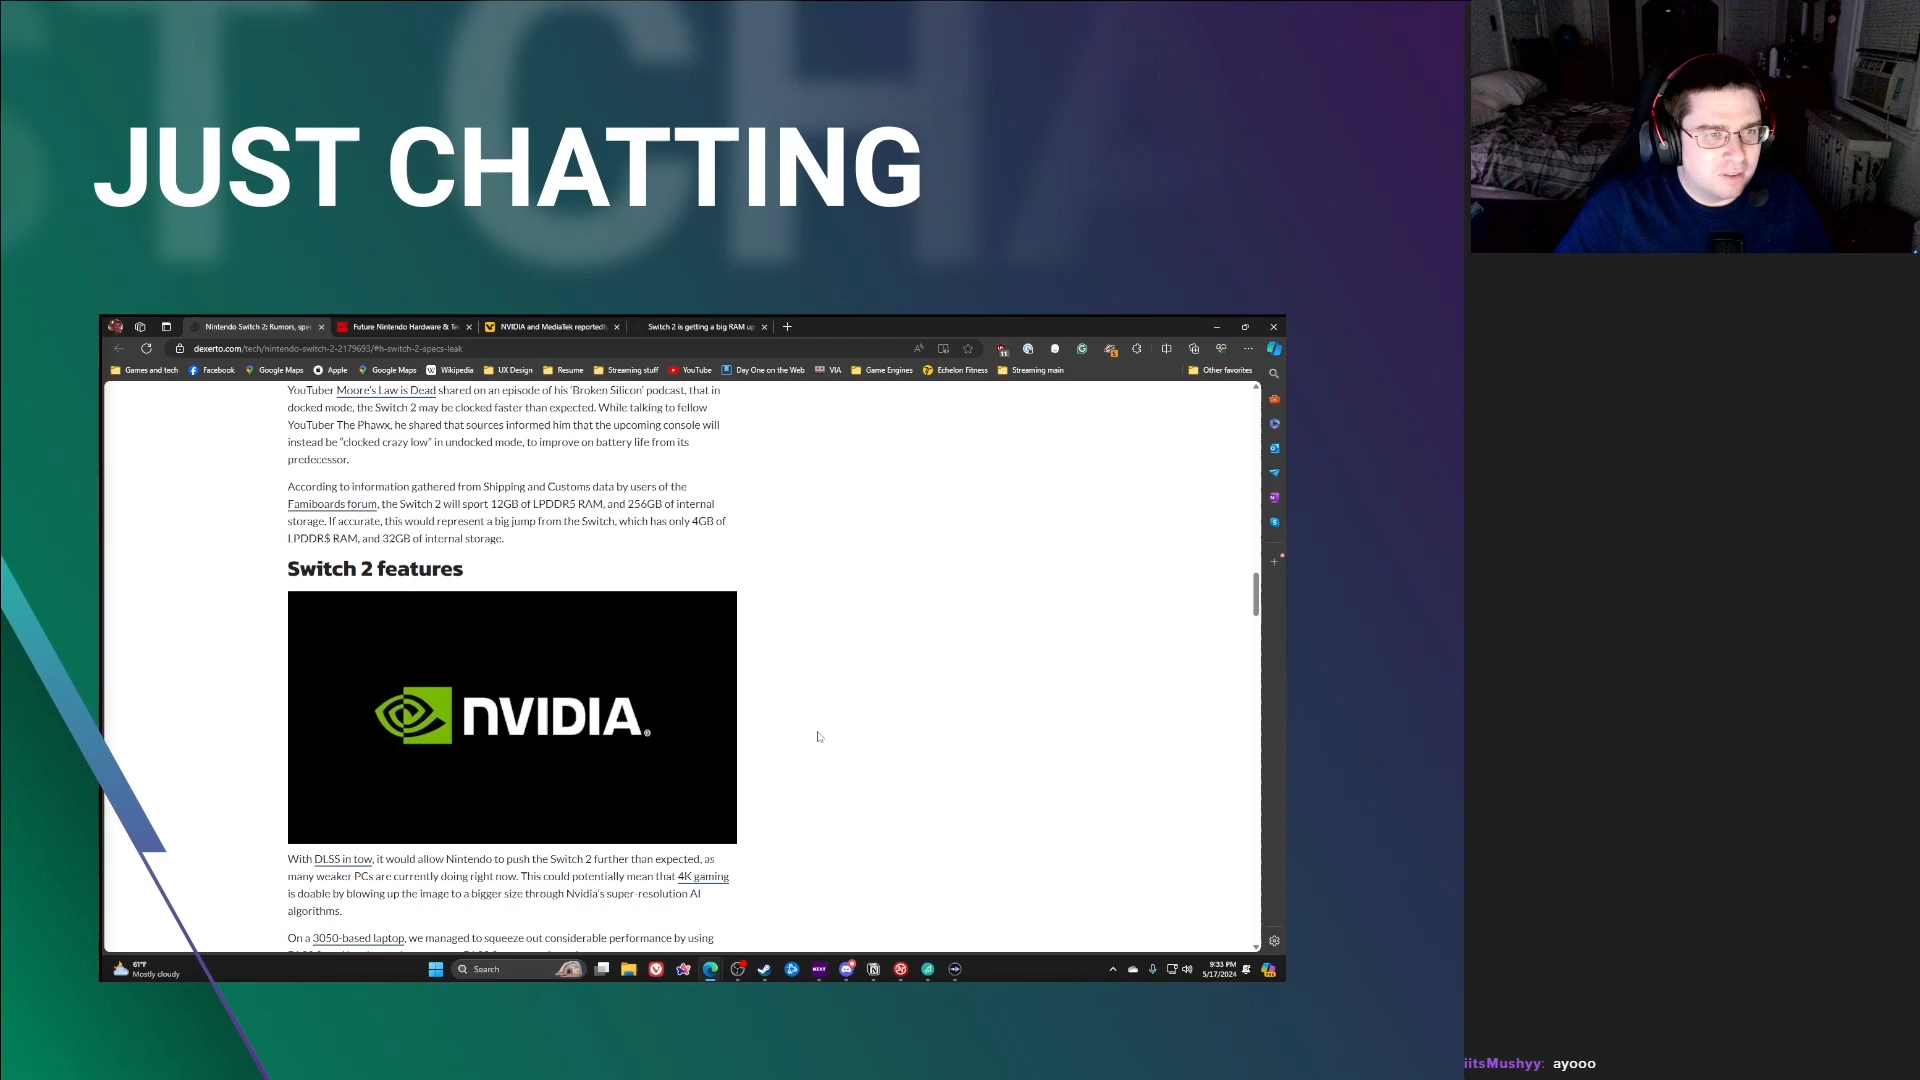 ST CHA
JUST CHATTING
Nintendo Switch 2: Rumors, spe
Future Nintendo Hardware & Te
NVIDIA and MediaTek reportedl
Switch 2 is getting a big RAM up
dexerto.com/tech/nintendo-switch-2-2179693/#h-switch-2-specs-leak
Games and tech
Facebook
Google Maps
Apple
Google Maps
Wikipedia
UX Design
Resume
Streaming stuff
YouTube
Day One on the Web
VIA
Game Engines
Echelon Fitness
Streaming main
Other favorites
YouTuber Moore's Law is Dead shared on an episode of his 'Broken Silicon' podcast, that in
docked mode, the Switch 2 may be clocked faster than expected. While talking to fellow
YouTuber The Phawx, he shared that sources informed him that the upcoming console will
instead be "clocked crazy low" in undocked mode, to improve on battery life from its
predecessor.
According to information gathered from Shipping and Customs data by users of the
Famiboards forum, the Switch 2 will sport 12GB of LPDDR5 RAM, and 256GB of internal
storage. If accurate, this would represent a big jump from the Switch, which has only 4GB of
LPDDR$ RAM, and 32GB of internal storage.
Switch 2 features
NVIDIA.
With DLSS in tow, it would allow Nintendo to push the Switch 2 further than expected, as
many weaker PCs are currently doing right now. This could potentially mean that 4K gaming
is doable by blowing up the image to a bigger size through Nvidia's super-resolution AI
algorithms.
On a 3050-based laptop, we managed to squeeze out considerable performance by using
61°F
Mostly cloudy
Search
NEXT
9:33 PM
5/17/2024
iitsMushyy: ayooo